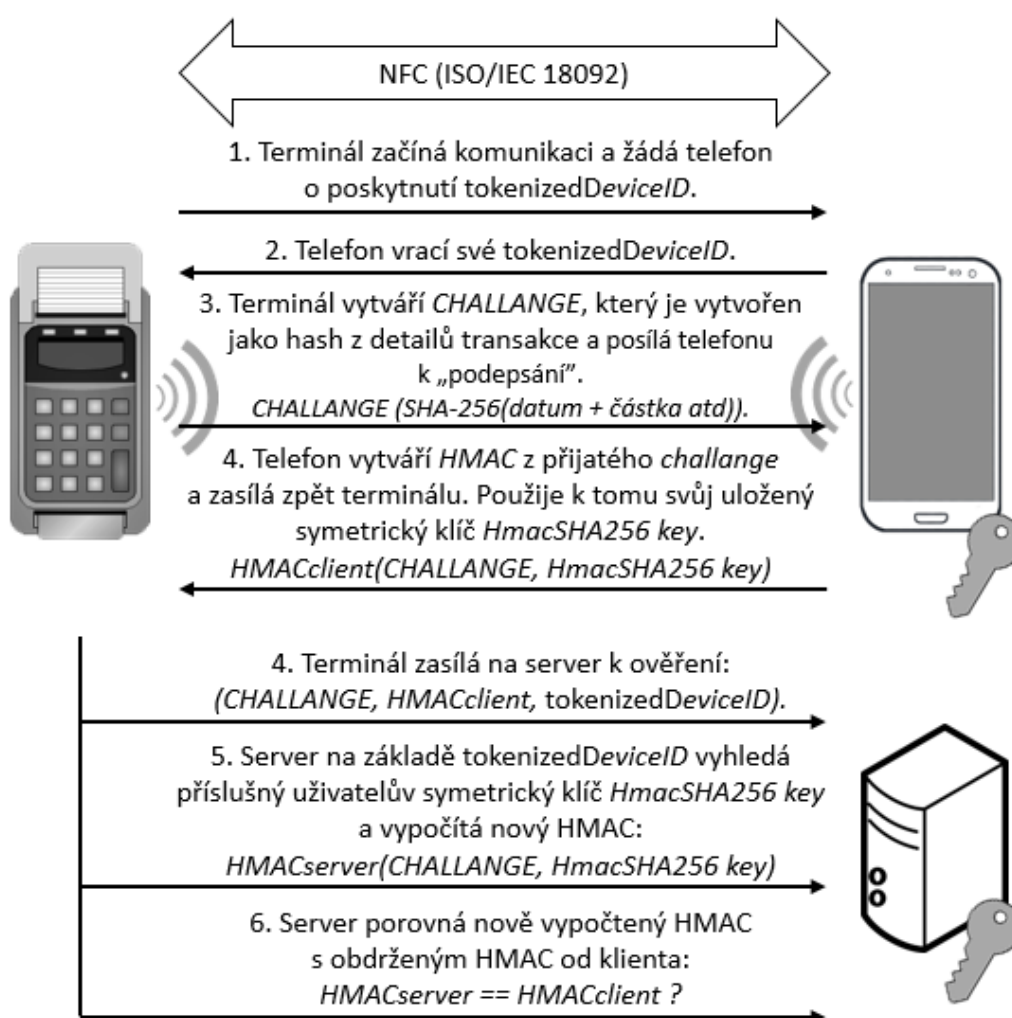 NFC (ISO/IEC 18092)
1. Terminál začíná komunikaci a žádá telefon
o poskytnutí tokenizedDeviceID.
2. Telefon vrací své tokenizedDeviceID.
3. Terminál vytváří CHALLANGE, který je vytvořen
jako hash z detailů transakce a posílá telefonu
k „podepsání”.
CHALLANGE (SHA-256(datum + částka atd)).
4. Telefon vytváří HMAC z přijatého challange
a zasílá zpět terminálu. Použije k tomu svůj uložený
symetrický klíč HmacSHA256 key.
HMACclient(CHALLANGE, HmacSHA256 key)
4. Terminál zasílá na server k ověření:
(CHALLANGE, HMACclient, tokenizedDeviceID).
5. Server na základě tokenizedDeviceID vyhledá
příslušný uživatelův symetrický klíč HmacSHA256 key
a vypočítá nový HMAC:
HMACserver(CHALLANGE, HmacSHA256 key)
6. Server porovná nově vypočtený HMAC
s obdrženým HMAC od klienta:
HMACserver == HMACclient ?